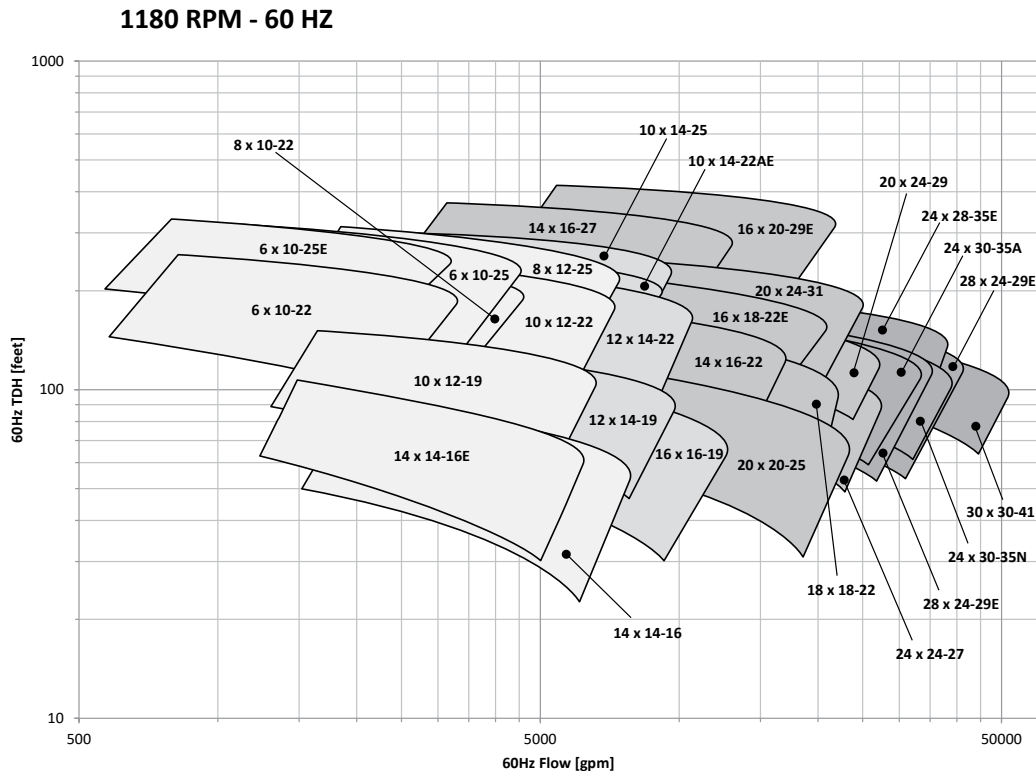 1180 RPM - 60 HZ
1000
10 x 14-25
8 x 10-22
10 x 14-22AE
20 x 24-29
24 x 28-35E
14 x 16-27
16 x 20-29E
24 x 30-35A
6 x 10-25E
6 x 10-25
8 x 12-25
28 x 24-29E
20 x 24-31
6 x 10-22
10 x 12-22
16 x 18-22E
12 x 14-22
14 x 16-22
60Hz TDH [feet]
100
10 x 12-19
12 x 14-19
14 x 14-16E
16 x 16-19
20 x 20-25
30 x 30-41
24 x 30-35N
18 x 18-22
28 x 24-29E
14 x 14-16
24 x 24-27
10
500
5000
50000
60Hz Flow [gpm]